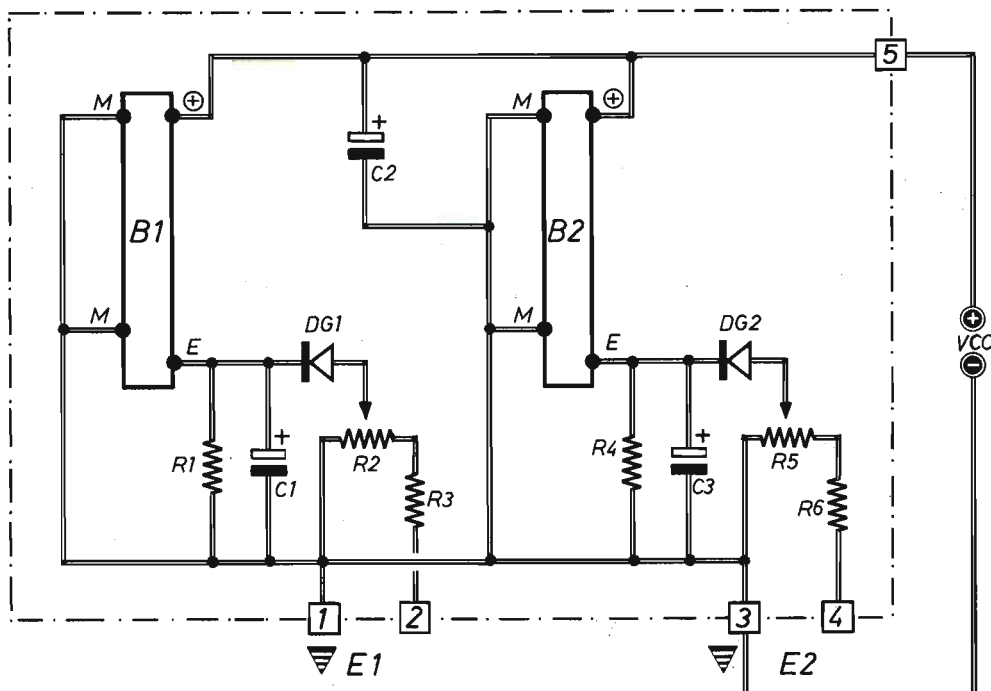 5
M
⊕
M
⊕
+
C2
B1
B2
M
E
DG1
M
E
DG2
+
VCC
−
R1
+
C1
R2
R3
R4
+
C3
R5
R6
1
2
3
4
E1
E2